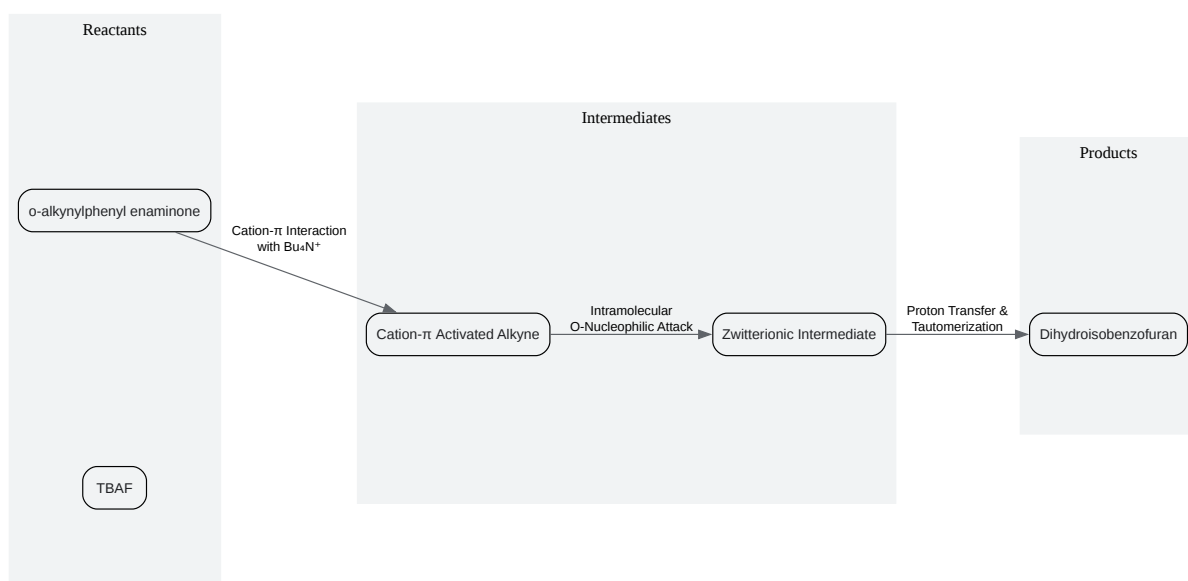 Reactants
o-alkynylphenyl enaminone
TBAF
Cation-π Interaction
with Bu₄N⁺
Intermediates
Cation-π Activated Alkyne
Intramolecular
O-Nucleophilic Attack
Zwitterionic Intermediate
Proton Transfer &
Tautomerization
Products
Dihydroisobenzofuran